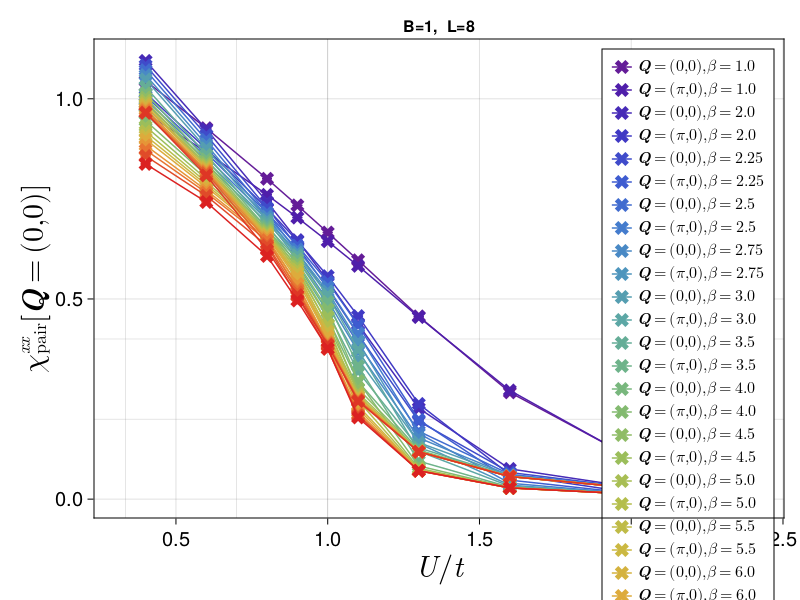 B=1, L=8
χ^{xx}_{pair}[Q = (0,0)]
1.0
0.5
0.0
0.5
1.0
1.5
2.5
U/t
Q = (0,0),β = 1.0
Q = (π,0),β = 1.0
Q = (0,0),β = 2.0
Q = (π,0),β = 2.0
Q = (0,0),β = 2.25
Q = (π,0),β = 2.25
Q = (0,0),β = 2.5
Q = (π,0),β = 2.5
Q = (0,0),β = 2.75
Q = (π,0),β = 2.75
Q = (0,0),β = 3.0
Q = (π,0),β = 3.0
Q = (0,0),β = 3.5
Q = (π,0),β = 3.5
Q = (0,0),β = 4.0
Q = (π,0),β = 4.0
Q = (0,0),β = 4.5
Q = (π,0),β = 4.5
Q = (0,0),β = 5.0
Q = (π,0),β = 5.0
Q = (0,0),β = 5.5
Q = (π,0),β = 5.5
Q = (0,0),β = 6.0
Q = (π,0),β = 6.0